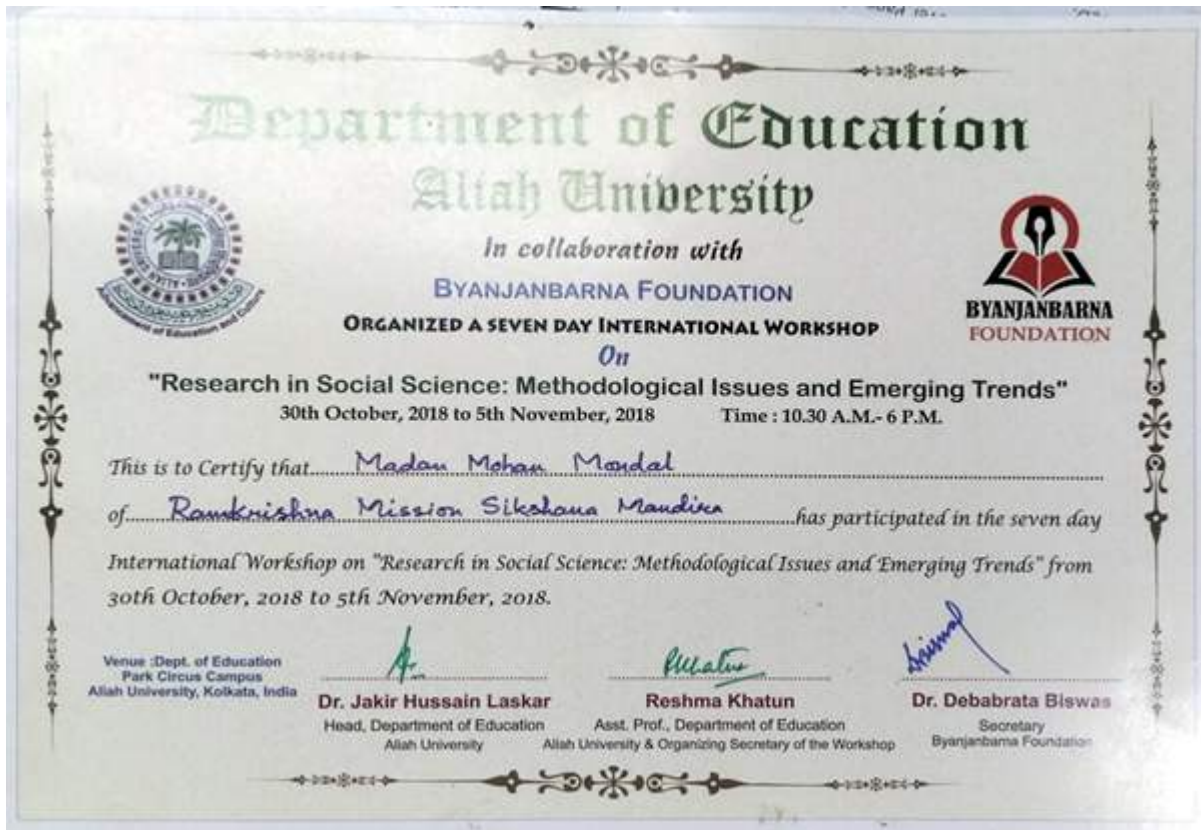 Department of Education
Aliah University
In collaboration with
BYANJANBARNA FOUNDATION
ORGANIZED A SEVEN DAY INTERNATIONAL WORKSHOP
On
"Research in Social Science: Methodological Issues and Emerging Trends"
30th October, 2018 to 5th November, 2018 Time : 10.30 A.M.- 6 P.M.
BYANJANBARNA
FOUNDATION
Advancement of Education and Culture
This is to Certify that Madan Mohan Mondal
of Ramkrishna Mission Sikshana Mandira has participated in the seven day
International Workshop on "Research in Social Science: Methodological Issues and Emerging Trends" from
30th October, 2018 to 5th November, 2018.
Venue :Dept. of Education
Park Circus Campus
Aliah University, Kolkata, India
Dr. Jakir Hussain Laskar
Head, Department of Education
Aliah University
Reshma Khatun
Asst. Prof., Department of Education
Aliah University & Organizing Secretary of the Workshop
Dr. Debabrata Biswas
Secretary
Byanjanbarna Foundation